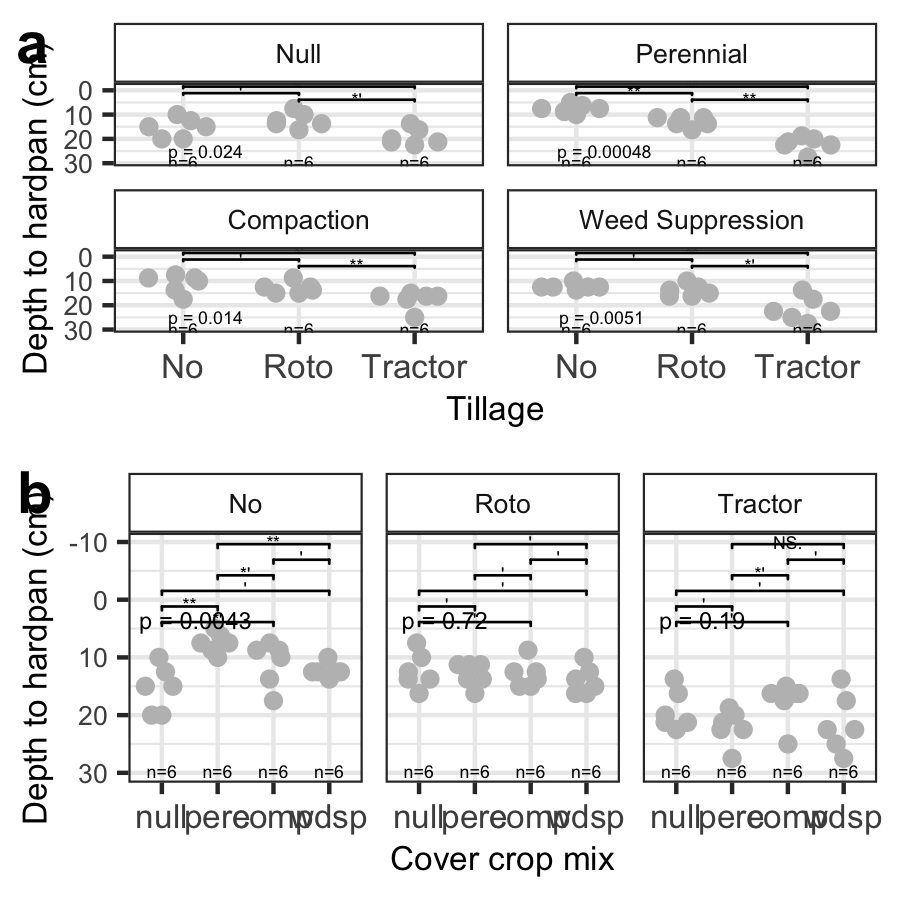 a
Depth to hardpan (cm)
Null
Perennial
0
10
20
30
'
*'
p = 0.024
n=6
n=6
n=6
**
**
p = 0.00048
n=6
n=6
n=6
Compaction
Weed Suppression
0
10
20
30
'
**
p = 0.014
n=6
n=6
n=6
'
*'
p = 0.0051
n=6
n=6
n=6
No Roto Tractor
No Roto Tractor
Tillage
b
Depth to hardpan (cm)
No
Roto
Tractor
-10
0
10
20
30
**
'
*'
'
**
p = 0.0043
n=6 n=6 n=6 n=6
'
'
'
'
'
p = 0.72
n=6 n=6 n=6 n=6
NS.
'
*'
'
'
p = 0.19
n=6 n=6 n=6 n=6
null pere comp wdsp
null pere comp wdsp
null pere comp wdsp
Cover crop mix